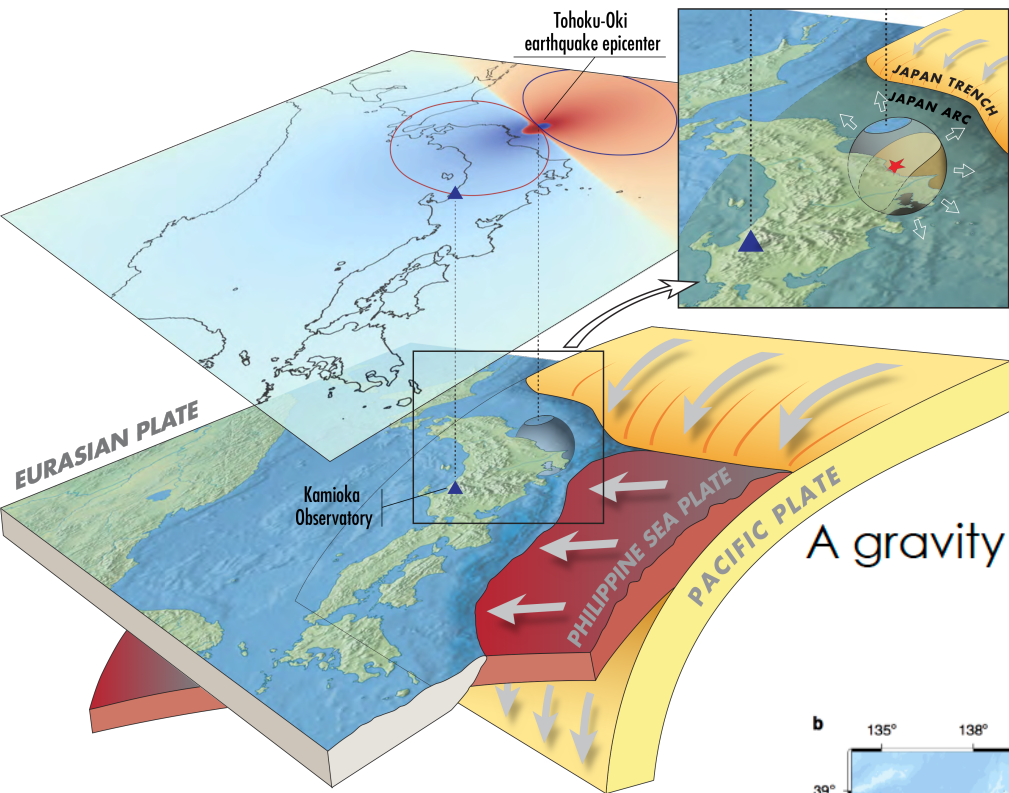 Tohoku-Oki
earthquake epicenter
JAPAN TRENCH
JAPAN ARC
EURASIAN PLATE
Kamioka
Observatory
PHILIPPINE SEA PLATE
PACIFIC PLATE
A gravity
b
135°
138°
39°